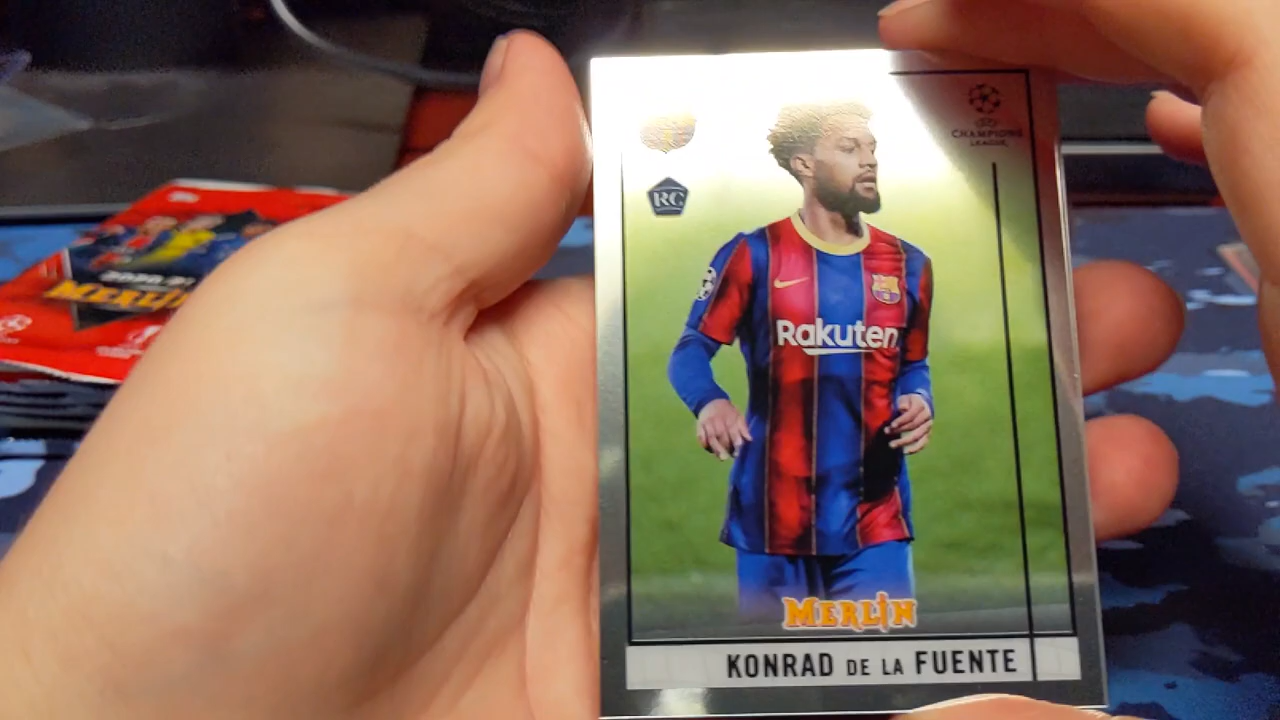 RC
CHAMPIONS
LEAGUE
Rakuten
MERLIN
KONRAD DE LA FUENTE
MERLIN